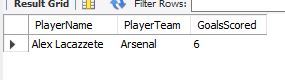 Result Grid Filter Rows:
PlayerName PlayerTeam GoalsScored
Alex Lacazzete Arsenal 6